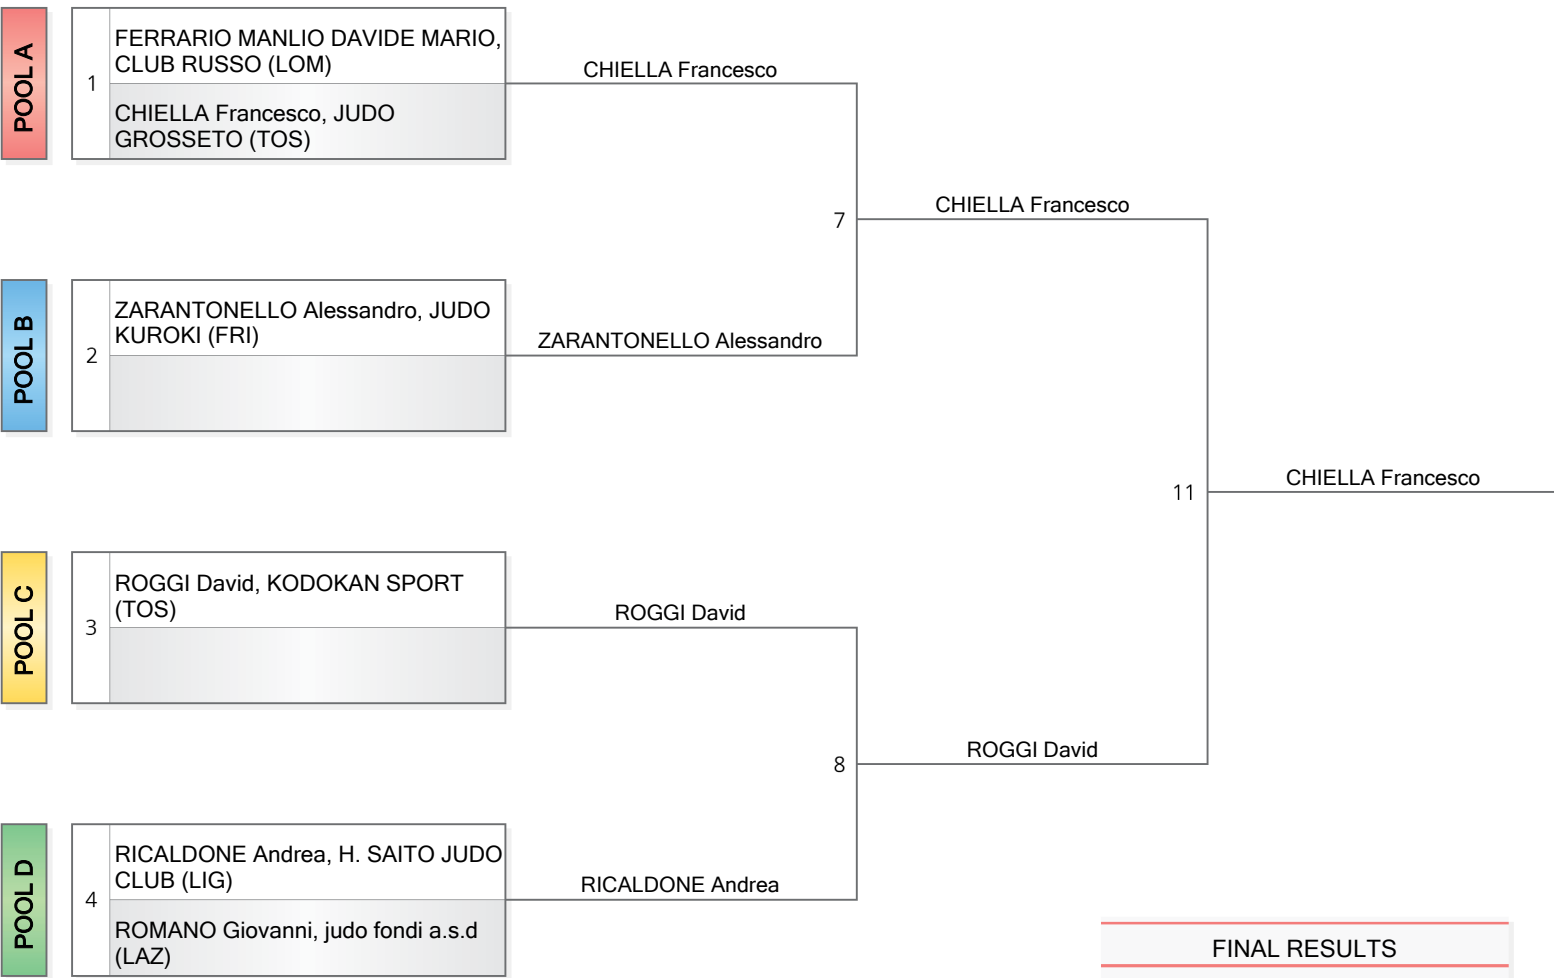 POOL A
1
FERRARIO MANLIO DAVIDE MARIO,
CLUB RUSSO (LOM)
CHIELLA Francesco, JUDO
GROSSETO (TOS)
CHIELLA Francesco
7
CHIELLA Francesco
POOL B
2
ZARANTONELLO Alessandro, JUDO
KUROKI (FRI)
ZARANTONELLO Alessandro
11
CHIELLA Francesco
POOL C
3
ROGGI David, KODOKAN SPORT
(TOS)
ROGGI David
8
ROGGI David
POOL D
4
RICALDONE Andrea, H. SAITO JUDO
CLUB (LIG)
ROMANO Giovanni, judo fondi a.s.d
(LAZ)
RICALDONE Andrea
FINAL RESULTS